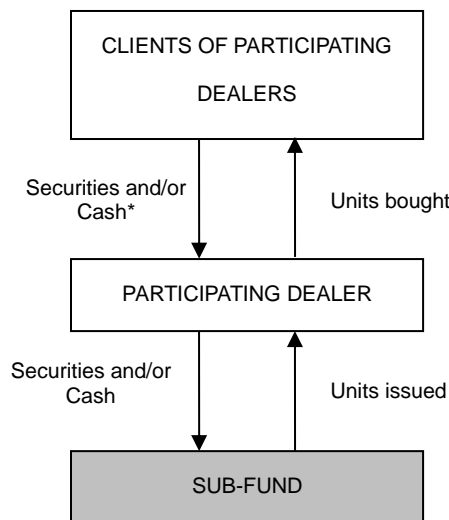 CLIENTS OF PARTICIPATING
DEALERS
Securities and/or
Cash*
Units bought
PARTICIPATING DEALER
Securities and/or
Cash
Units issued
SUB-FUND